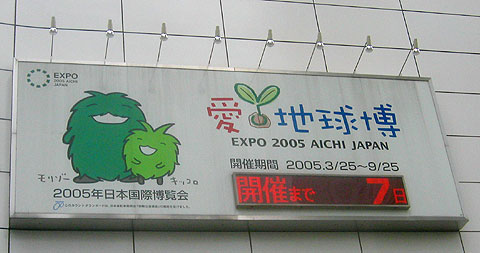 EXPO
2005 AICHI
JAPAN
愛・地球博
EXPO 2005 AICHI JAPAN
開催期間 2005.3/25～9/25
モリゾー キッコロ
開催まで 7日
2005年日本国際博覧会